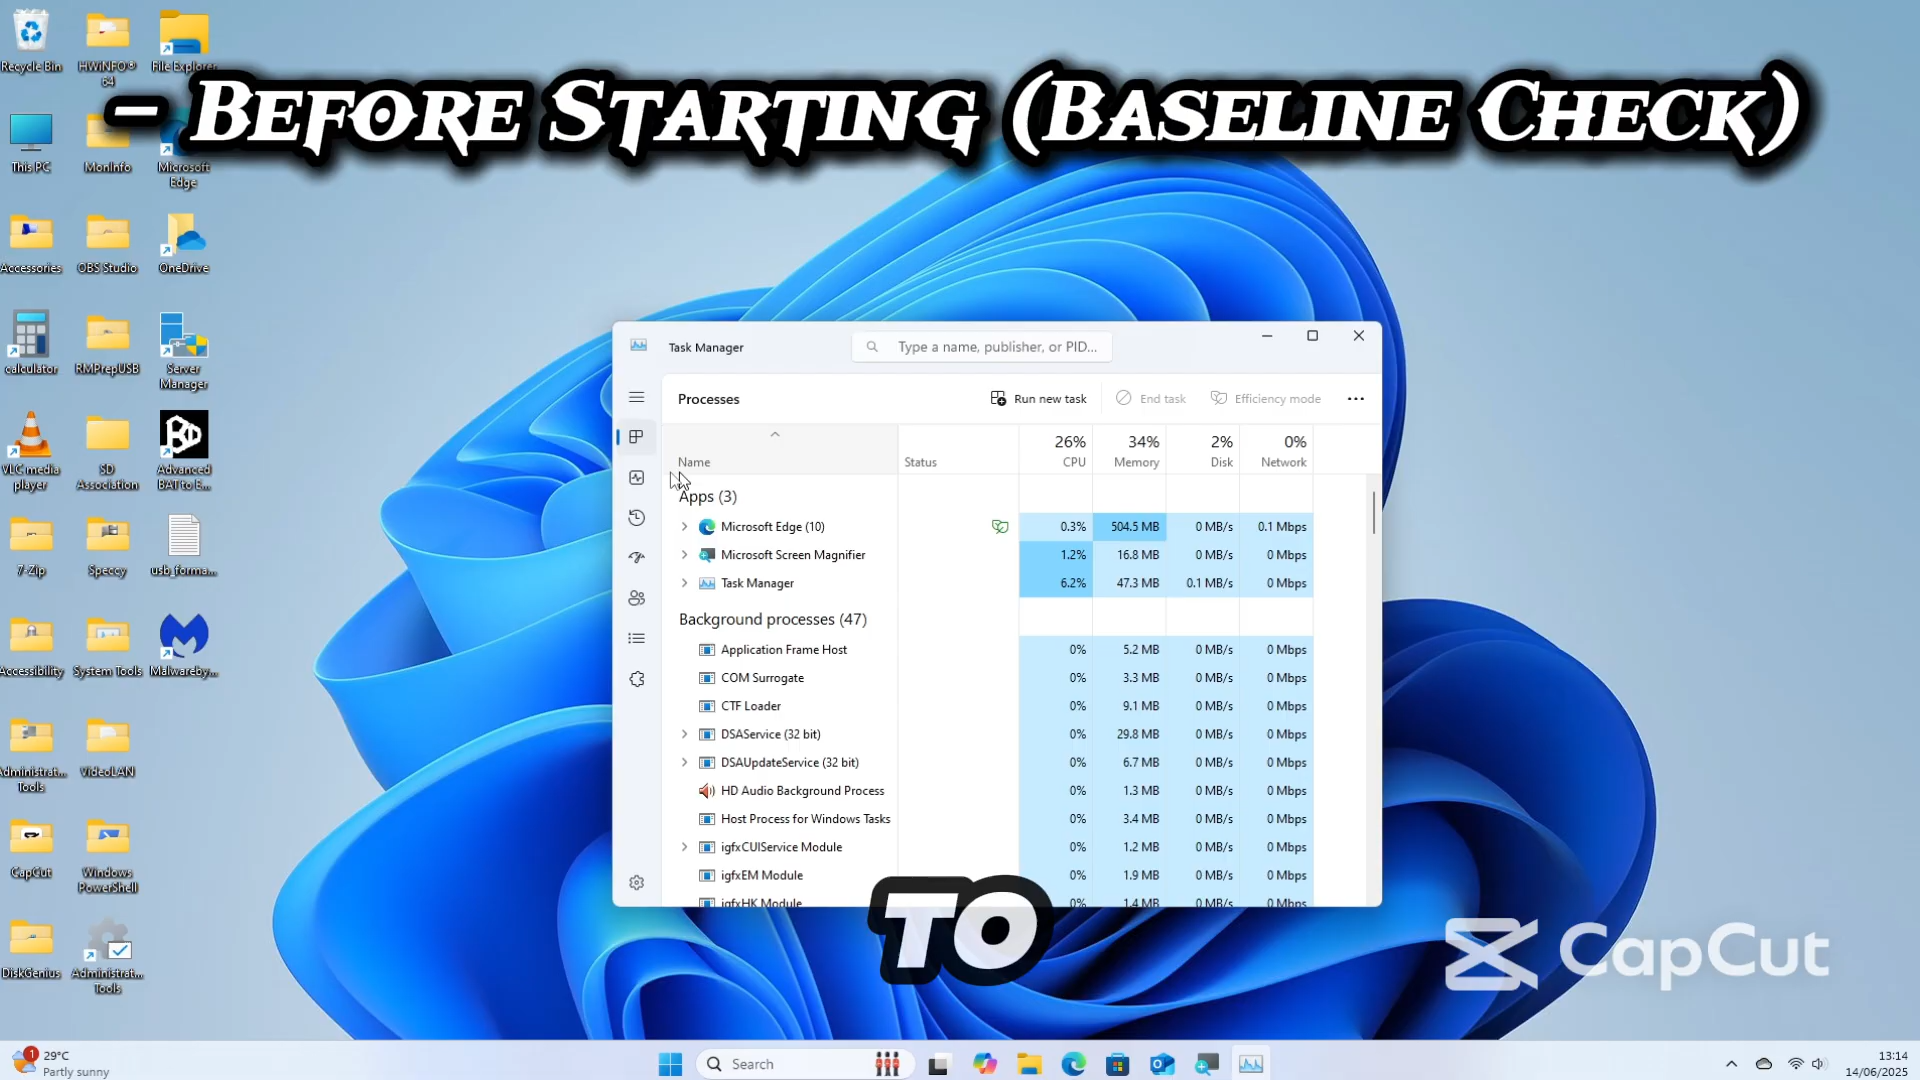 – Before Starting (Baseline Check)
Recycle Bin
HWiNFO® 64
File Explorer
This PC
MonInfo
Microsoft Edge
Accessories
OBS Studio
OneDrive
calculator
RMPrepUSB
Server Manager
VLC media player
SD Association
Advanced BAT to E...
7-Zip
Speccy
usb_forma...
Accessibility
System Tools
Malwareby...
Administrat... Tools
VideoLAN
CapCut
Windows PowerShell
DiskGenius
Administrat... Tools
Task Manager
Type a name, publisher, or PID...
Processes
Run new task
End task
Efficiency mode
26% 34% 2% 0%
Name Status CPU Memory Disk Network
Apps (3)
Microsoft Edge (10) 0.3% 504.5 MB 0 MB/s 0.1 Mbps
Microsoft Screen Magnifier 1.2% 16.8 MB 0 MB/s 0 Mbps
Task Manager 6.2% 47.3 MB 0.1 MB/s 0 Mbps
Background processes (47)
Application Frame Host 0% 5.2 MB 0 MB/s 0 Mbps
COM Surrogate 0% 3.3 MB 0 MB/s 0 Mbps
CTF Loader 0% 9.1 MB 0 MB/s 0 Mbps
DSAService (32 bit) 0% 29.8 MB 0 MB/s 0 Mbps
DSAUpdateService (32 bit) 0% 6.7 MB 0 MB/s 0 Mbps
HD Audio Background Process 0% 1.3 MB 0 MB/s 0 Mbps
Host Process for Windows Tasks 0% 3.4 MB 0 MB/s 0 Mbps
igfxCUIService Module 0% 1.2 MB 0 MB/s 0 Mbps
igfxEM Module 0% 1.9 MB 0 MB/s 0 Mbps
igfxHK Module 0% 1.4 MB 0 MB/s 0 Mbps
TO
CapCut
1
29°C
Partly sunny
Search
13:14
14/06/2025